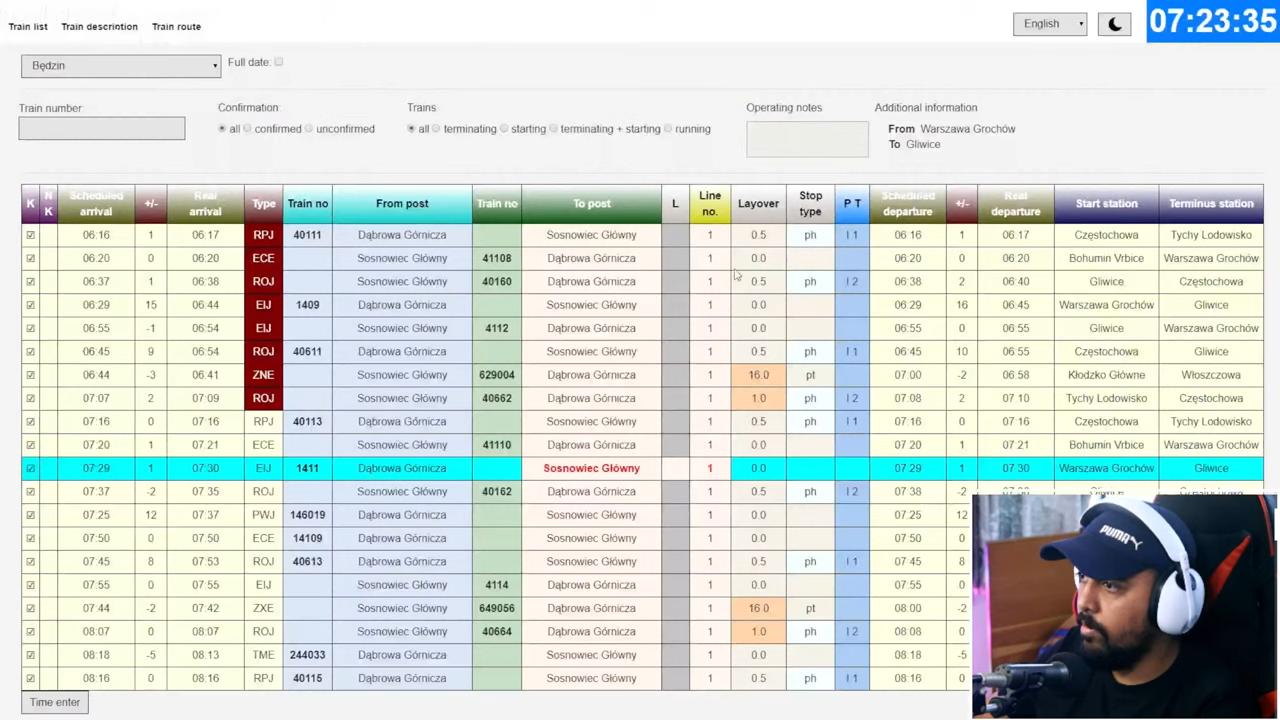 Train list Train description Train route English 07:23:35
Będzin Full date:
Train number: Confirmation: Trains: Operating notes Additional information
all confirmed unconfirmed all terminating starting terminating + starting running From Warszawa Grochów
To Gliwice
K N K Scheduled arrival +/- Real arrival Type Train no From post Train no To post L Line no. Layover Stop type P T Scheduled departure +/- Real departure Start station Terminus station
06:16 1 06:17 RPJ 40111 Dąbrowa Górnicza Sosnowiec Główny 1 0.5 ph I 1 06:16 1 06:17 Częstochowa Tychy Lodowisko
06:20 0 06:20 ECE Sosnowiec Główny 41108 Dąbrowa Górnicza 1 0.0 06:20 0 06:20 Bohumin Vrbice Warszawa Grochów
06:37 1 06:38 ROJ Sosnowiec Główny 40160 Dąbrowa Górnicza 1 0.5 ph I 2 06:38 2 06:40 Gliwice Częstochowa
06:29 15 06:44 EIJ 1409 Dąbrowa Górnicza Sosnowiec Główny 1 0.0 06:29 16 06:45 Warszawa Grochów Gliwice
06:55 -1 06:54 EIJ Sosnowiec Główny 4112 Dąbrowa Górnicza 1 0.0 06:55 0 06:55 Gliwice Warszawa Grochów
06:45 9 06:54 ROJ 40611 Dąbrowa Górnicza Sosnowiec Główny 1 0.5 ph I 1 06:45 10 06:55 Częstochowa Gliwice
06:44 -3 06:41 ZNE Sosnowiec Główny 629004 Dąbrowa Górnicza 1 16.0 pt 07:00 -2 06:58 Kłodzko Główne Włoszczowa
07:07 2 07:09 ROJ Sosnowiec Główny 40662 Dąbrowa Górnicza 1 1.0 ph I 2 07:08 2 07:10 Tychy Lodowisko Częstochowa
07:16 0 07:16 RPJ 40113 Dąbrowa Górnicza Sosnowiec Główny 1 0.5 ph I 1 07:16 0 07:16 Częstochowa Tychy Lodowisko
07:20 1 07:21 ECE Sosnowiec Główny 41110 Dąbrowa Górnicza 1 0.0 07:20 1 07:21 Bohumin Vrbice Warszawa Grochów
07:29 1 07:30 EIJ 1411 Dąbrowa Górnicza Sosnowiec Główny 1 0.0 07:29 1 07:30 Warszawa Grochów Gliwice
07:37 -2 07:35 ROJ Sosnowiec Główny 40162 Dąbrowa Górnicza 1 0.5 ph I 2 07:38 -2
07:25 12 07:37 PWJ 146019 Dąbrowa Górnicza Sosnowiec Główny 1 0.0 07:25 12
07:50 0 07:50 ECE 14109 Dąbrowa Górnicza Sosnowiec Główny 1 0.0 07:50 0
07:45 8 07:53 ROJ 40613 Dąbrowa Górnicza Sosnowiec Główny 1 0.5 ph I 1 07:45 8
07:55 0 07:55 EIJ Sosnowiec Główny 4114 Dąbrowa Górnicza 1 0.0 07:55 0
07:44 -2 07:42 ZXE Sosnowiec Główny 649056 Dąbrowa Górnicza 1 16.0 pt 08:00 -2
08:07 0 08:07 ROJ Sosnowiec Główny 40664 Dąbrowa Górnicza 1 1.0 ph I 2 08:08 0
08:18 -5 08:13 TME 244033 Dąbrowa Górnicza Sosnowiec Główny 1 0.0 08:18 -5
08:16 0 08:16 RPJ 40115 Dąbrowa Górnicza Sosnowiec Główny 1 0.5 ph I 1 08:16 0
Time enter
PUMA